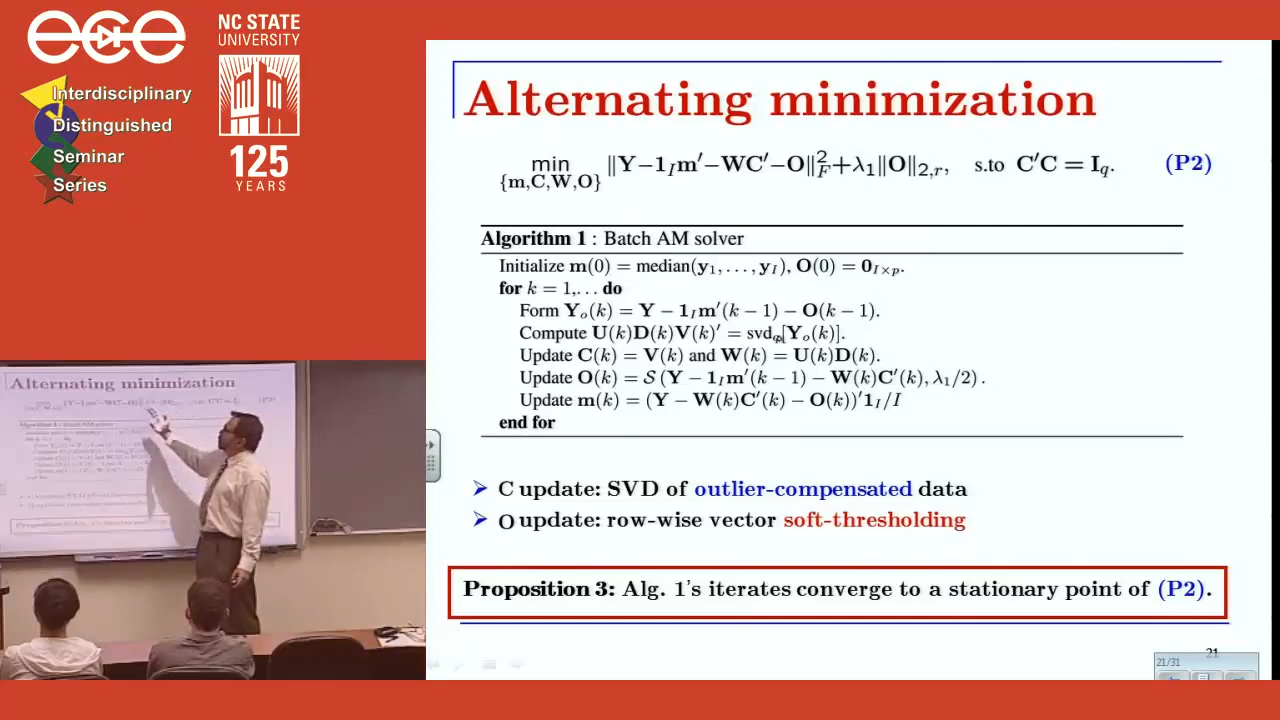 ece
NC STATE
UNIVERSITY
125
YEARS
Interdisciplinary
Distinguished
Seminar
Series
Alternating minimization
min {m,C,W,O} ‖Y−1_I m′−WC′−O‖²_F+λ₁‖O‖_{2,r}, s.to C′C = I_q. (P2)
Algorithm 1 : Batch AM solver
Initialize m(0) = median(y₁, . . . , y_I), O(0) = 0_{I×p}.
for k = 1,. . . do
Form Y_o(k) = Y − 1_I m′(k − 1) − O(k − 1).
Compute U(k)D(k)V(k)′ = svd_q[Y_o(k)].
Update C(k) = V(k) and W(k) = U(k)D(k).
Update O(k) = S (Y − 1_I m′(k − 1) − W(k)C′(k), λ₁/2) .
Update m(k) = (Y − W(k)C′(k) − O(k))′1_I/I
end for
➢ C update: SVD of outlier-compensated data
➢ O update: row-wise vector soft-thresholding
Proposition 3: Alg. 1's iterates converge to a stationary point of (P2).
21
21/31
Alternating minimization